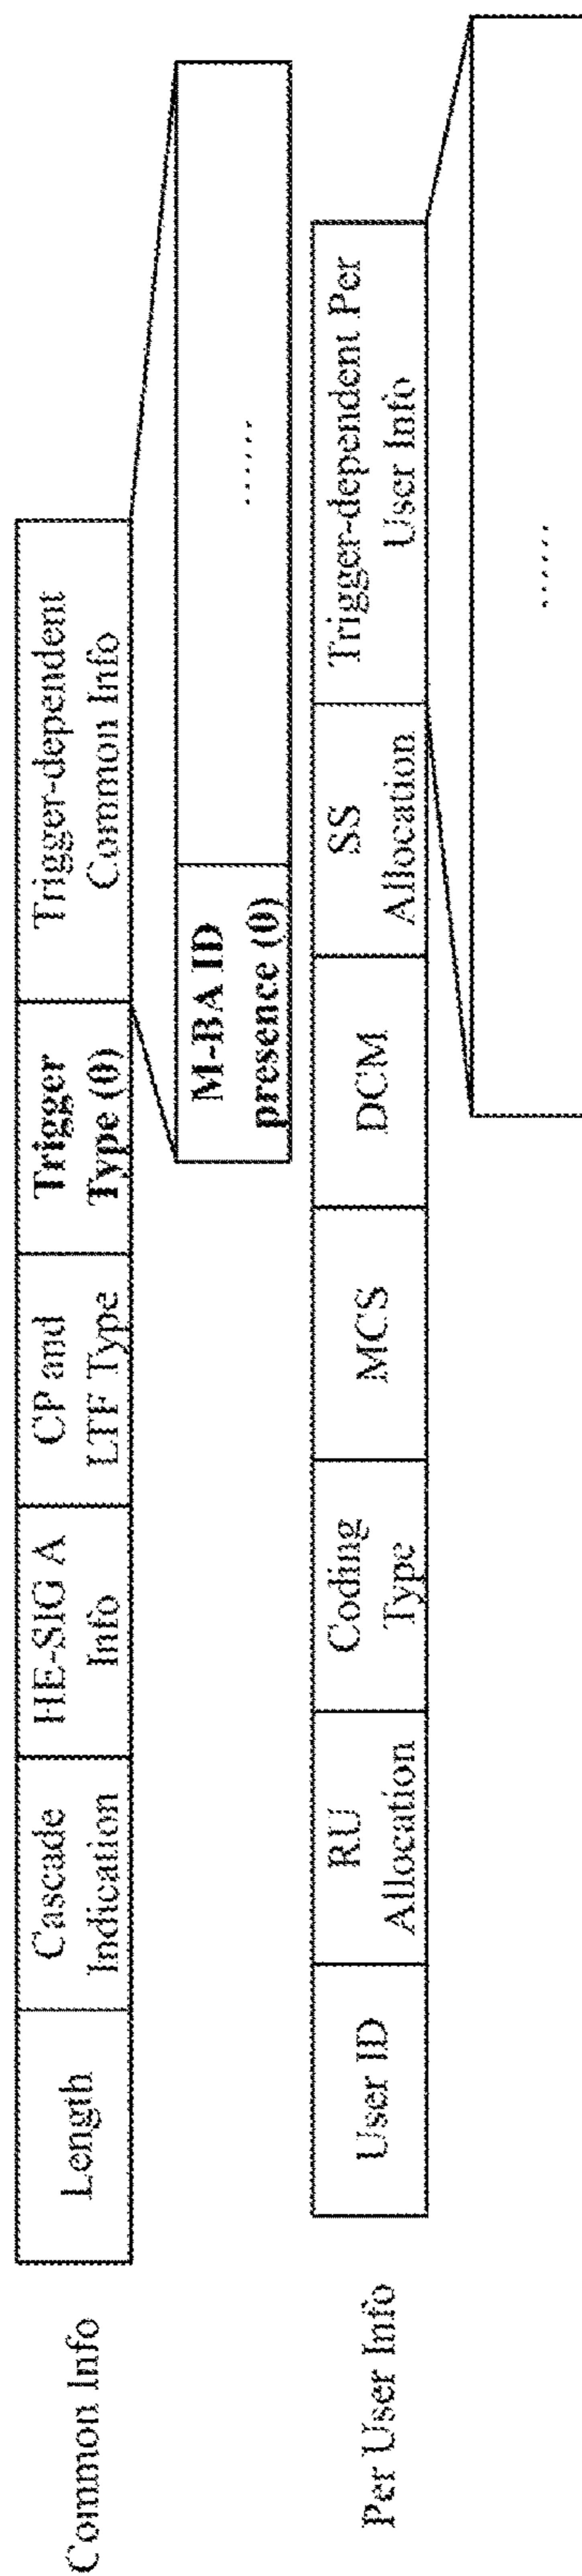 Common Info
Length
Cascade
Indication
HE-SIG A
Info
CP and
LTF Type
Trigger
Type (0)
Trigger-dependent
Common Info
M-BA ID
presence (0)
......
Per User Info
User ID
RU
Allocation
Coding
Type
MCS
DCM
SS
Allocation
Trigger-dependent Per
User Info
......